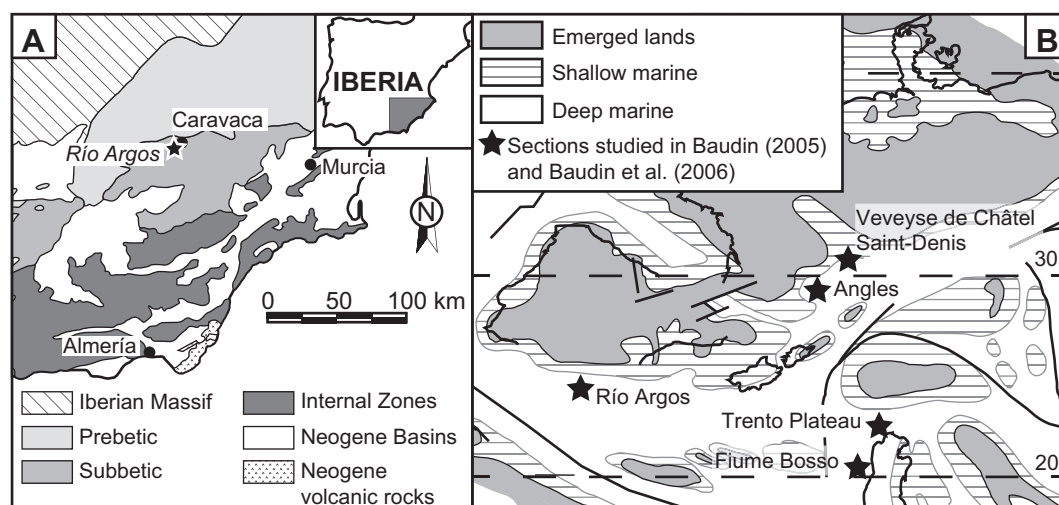 A
IBERIA
Caravaca
Río Argos
Murcia
N
0 50 100 km
Almería
Iberian Massif
Prebetic
Subbetic
Internal Zones
Neogene Basins
Neogene
volcanic rocks
B
Emerged lands
Shallow marine
Deep marine
Sections studied in Baudin (2005)
and Baudin et al. (2006)
Veveyse de Châtel
Saint-Denis
30
Angles
Río Argos
Trento Plateau
Fiume Bosso
20